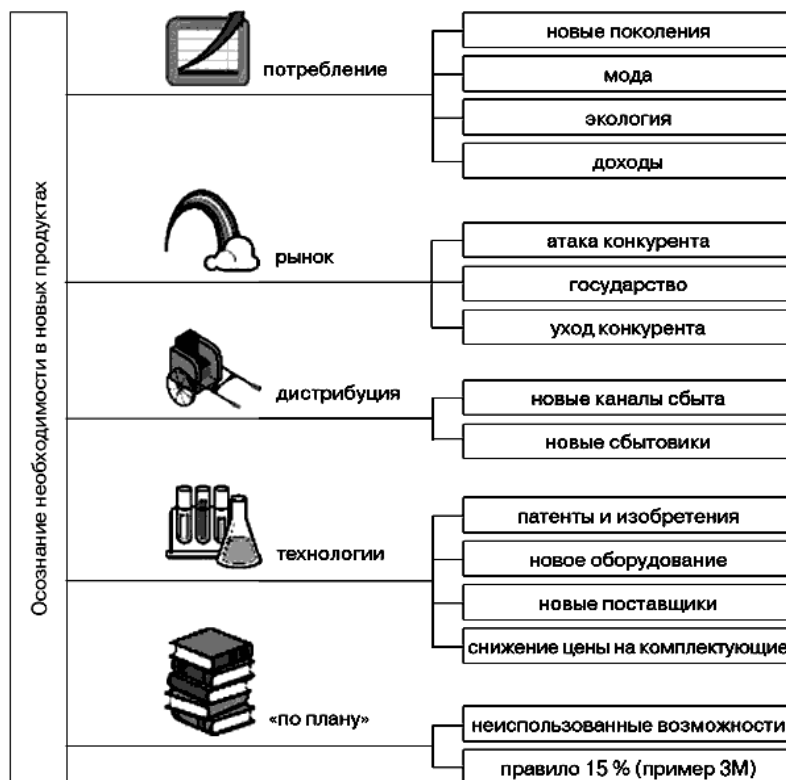 Осознание необходимости в новых продуктах
потребление
новые поколения
мода
экология
доходы
рынок
атака конкурента
государство
уход конкурента
дистрибуция
новые каналы сбыта
новые сбытовики
технологии
патенты и изобретения
новое оборудование
новые поставщики
снижение цены на комплектующие
«по плану»
неиспользованные возможности
правило 15 % (пример 3М)